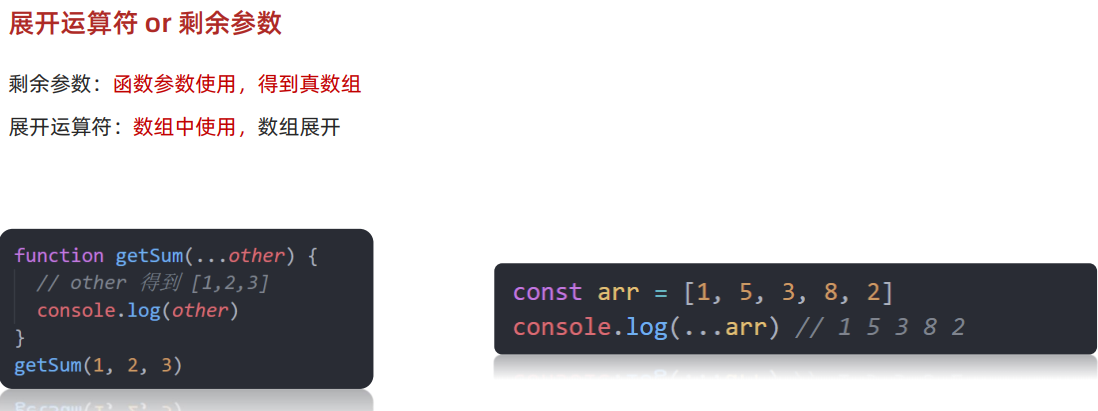 展开运算符 or 剩余参数
剩余参数：函数参数使用，得到真数组
展开运算符：数组中使用，数组展开
function getSum(...other) {
  // other 得到 [1,2,3]
  console.log(other)
}
getSum(1, 2, 3)
const arr = [1, 5, 3, 8, 2]
console.log(...arr) // 1 5 3 8 2